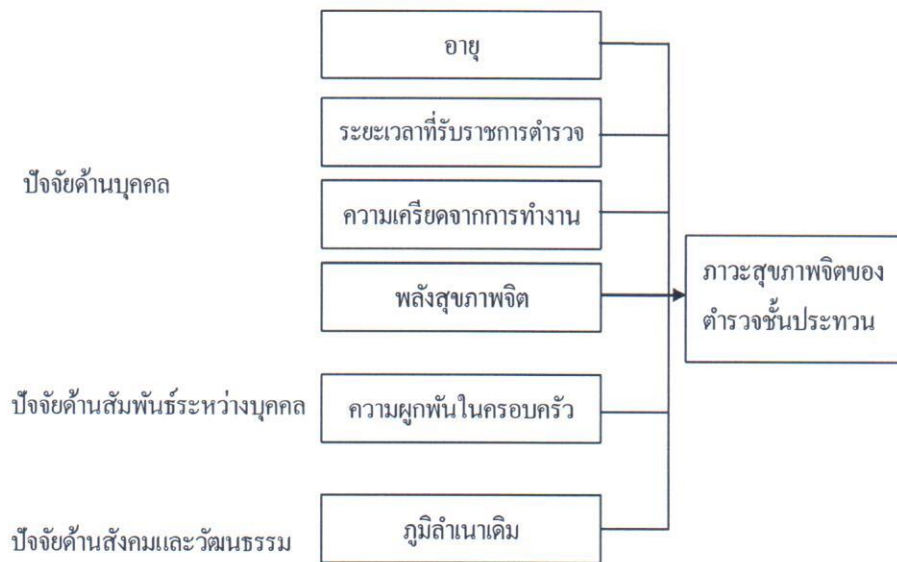 อายุ
ระยะเวลาที่รับราชการตำรวจ
ปัจจัยด้านบุคคล
ความเครียดจากการทำงาน
พลังสุขภาพจิต
ภาวะสุขภาพจิตของ
ตำรวจชั้นประทวน
ปัจจัยด้านสัมพันธ์ระหว่างบุคคล
ความผูกพันในครอบครัว
ปัจจัยด้านสังคมและวัฒนธรรม
ภูมิลำเนาเดิม